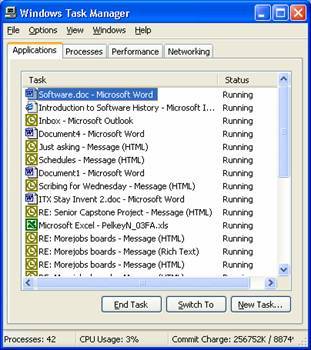 Windows Task Manager
File Options View Windows Help
Applications Processes Performance Networking
Task Status
Software.doc - Microsoft Word Running
Introduction to Software History - Microsoft I... Running
Inbox - Microsoft Outlook Running
Document4 - Microsoft Word Running
Just asking - Message (HTML) Running
Schedules - Message (HTML) Running
Document1 - Microsoft Word Running
Scribing for Wednesday - Message (HTML) Running
ITX Stay Invent 2.doc - Microsoft Word Running
RE: Senior Capstone Project - Message (HTML) Running
Microsoft Excel - PelkeyN_03FA.xls Running
RE: Morejobs boards - Message (HTML) Running
RE: Morejobs boards - Message (Rich Text) Running
RE: Morejobs boards - Message (HTML) Running
End Task Switch To New Task...
Processes: 42 CPU Usage: 3% Commit Charge: 256752K / 8874